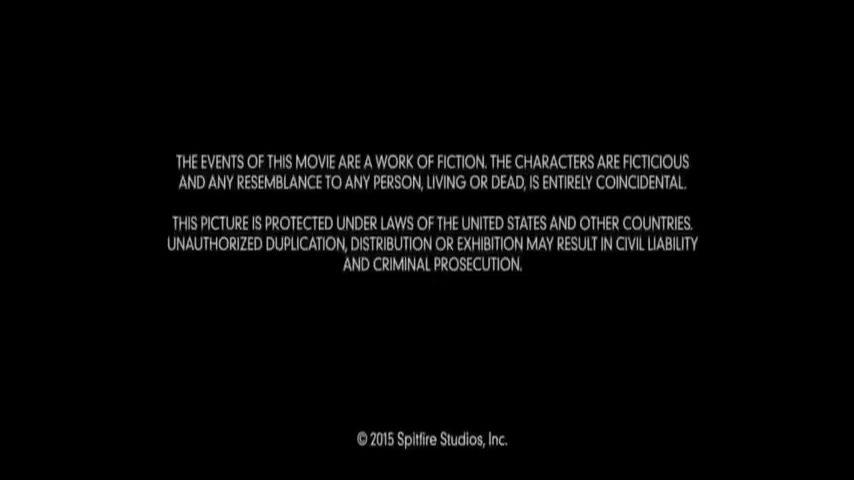 THE EVENTS OF THIS MOVIE ARE A WORK OF FICTION. THE CHARACTERS ARE FICTICIOUS
AND ANY RESEMBLANCE TO ANY PERSON, LIVING OR DEAD, IS ENTIRELY COINCIDENTAL.
THIS PICTURE IS PROTECTED UNDER LAWS OF THE UNITED STATES AND OTHER COUNTRIES.
UNAUTHORIZED DUPLICATION, DISTRIBUTION OR EXHIBITION MAY RESULT IN CIVIL LIABILITY
AND CRIMINAL PROSECUTION.
© 2015 Spitfire Studios, Inc.